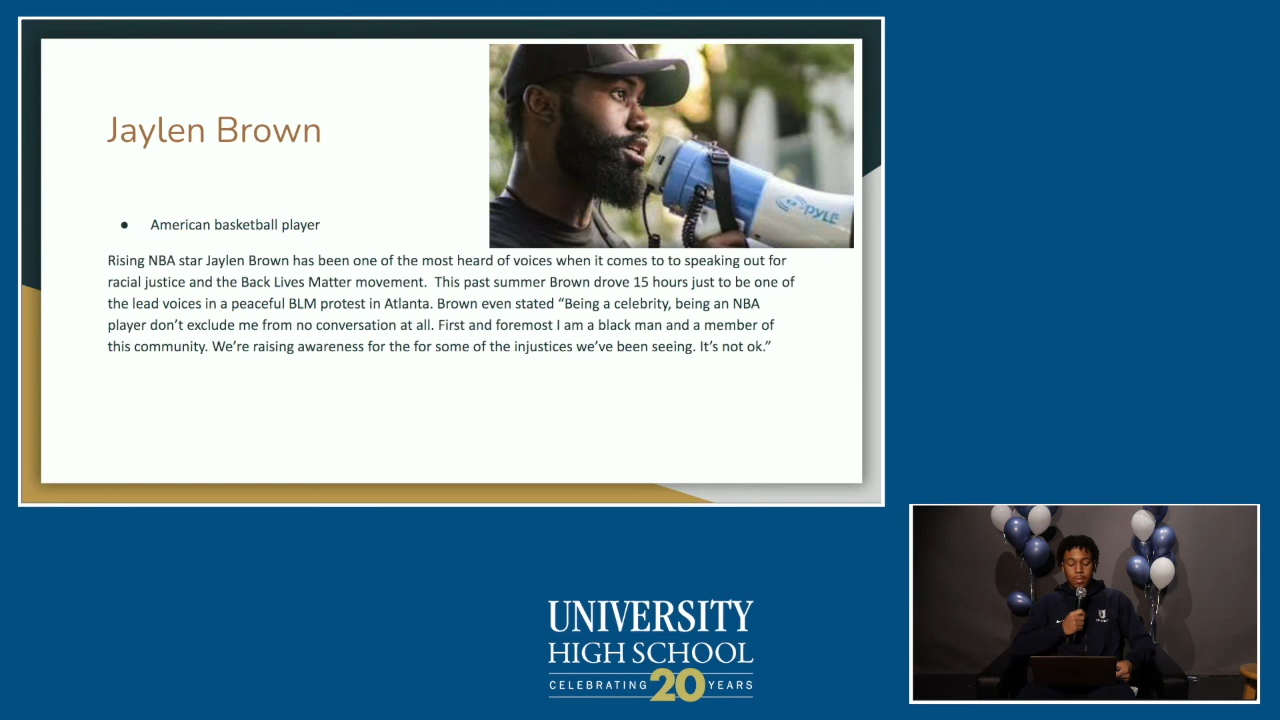 Jaylen Brown
● American basketball player
Rising NBA star Jaylen Brown has been one of the most heard of voices when it comes to to speaking out for
racial justice and the Back Lives Matter movement.  This past summer Brown drove 15 hours just to be one of
the lead voices in a peaceful BLM protest in Atlanta. Brown even stated “Being a celebrity, being an NBA
player don’t exclude me from no conversation at all. First and foremost I am a black man and a member of
this community. We’re raising awareness for the for some of the injustices we’ve been seeing. It’s not ok.”
PYLE
UNIVERSITY
HIGH SCHOOL
CELEBRATING 20 YEARS